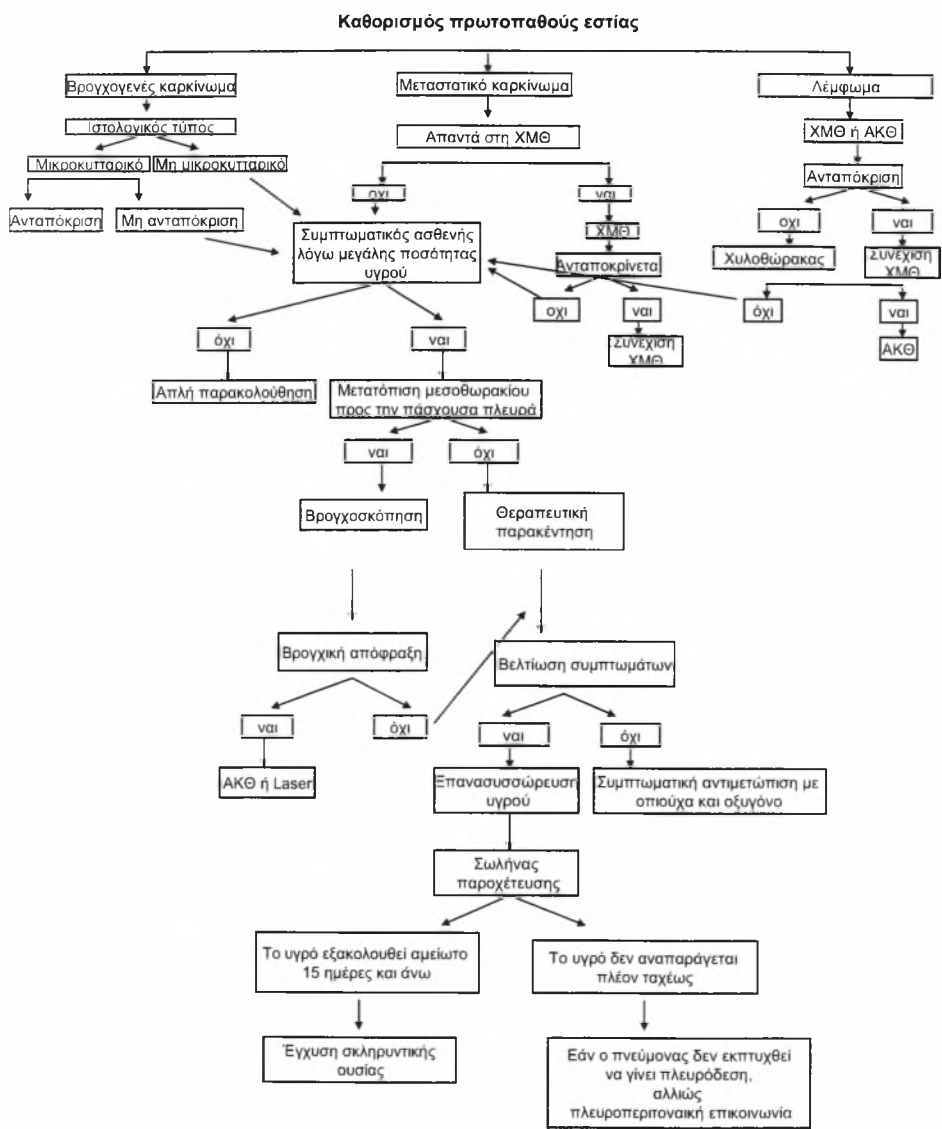 Καθορισμός πρωτοπαθούς εστίας
Βρογχογενές καρκίνωμα
Μεταστατικό καρκίνωμα
Λέμφωμα
Ιστολογικός τύπος
Απαντά στη ΧΜΘ
ΧΜΘ ή ΑΚΘ
Μικροκυτταρικό
Μη μικροκυτταρικό
Ανταπόκριση
όχι
ναι
Ανταπόκριση
Μη ανταπόκριση
Συμπτωματικός ασθενής
λόγω μεγάλης ποσότητας
υγρού
ΧΜΘ
όχι
ναι
Ανταποκρίνετα
Χυλοθώρακας
Συνέχιση
ΧΜΘ
οχι
ναι
όχι
ναι
όχι
ναι
Συνέχιση
ΧΜΘ
ΑΚΘ
Απλή παρακολούθηση
Μετατόπιση μεσοθωρακίου
προς την πάσχουσα πλευρά
ναι
όχι
Βρογχοσκόπηση
Θεραπευτική
παρακέντηση
Βρογχική απόφραξη
Βελτίωση συμπτωμάτων
ναι
όχι
ναι
όχι
ΑΚΘ ή Laser
Επανασυσσώρευση
υγρού
Συμπτωματική αντιμετώπιση με
οπιούχα και οξυγόνο
Σωλήνας
παροχέτευσης
Το υγρό εξακολουθεί αμείωτο
15 ημέρες και άνω
Το υγρό δεν αναπαράγεται
πλέον ταχέως
Έγχυση σκληρυντικής
ουσίας
Εάν ο πνεύμονας δεν εκπτυχθεί
να γίνει πλευρόδεση,
αλλιώς
πλευροπεριτοναική επικοινωνία